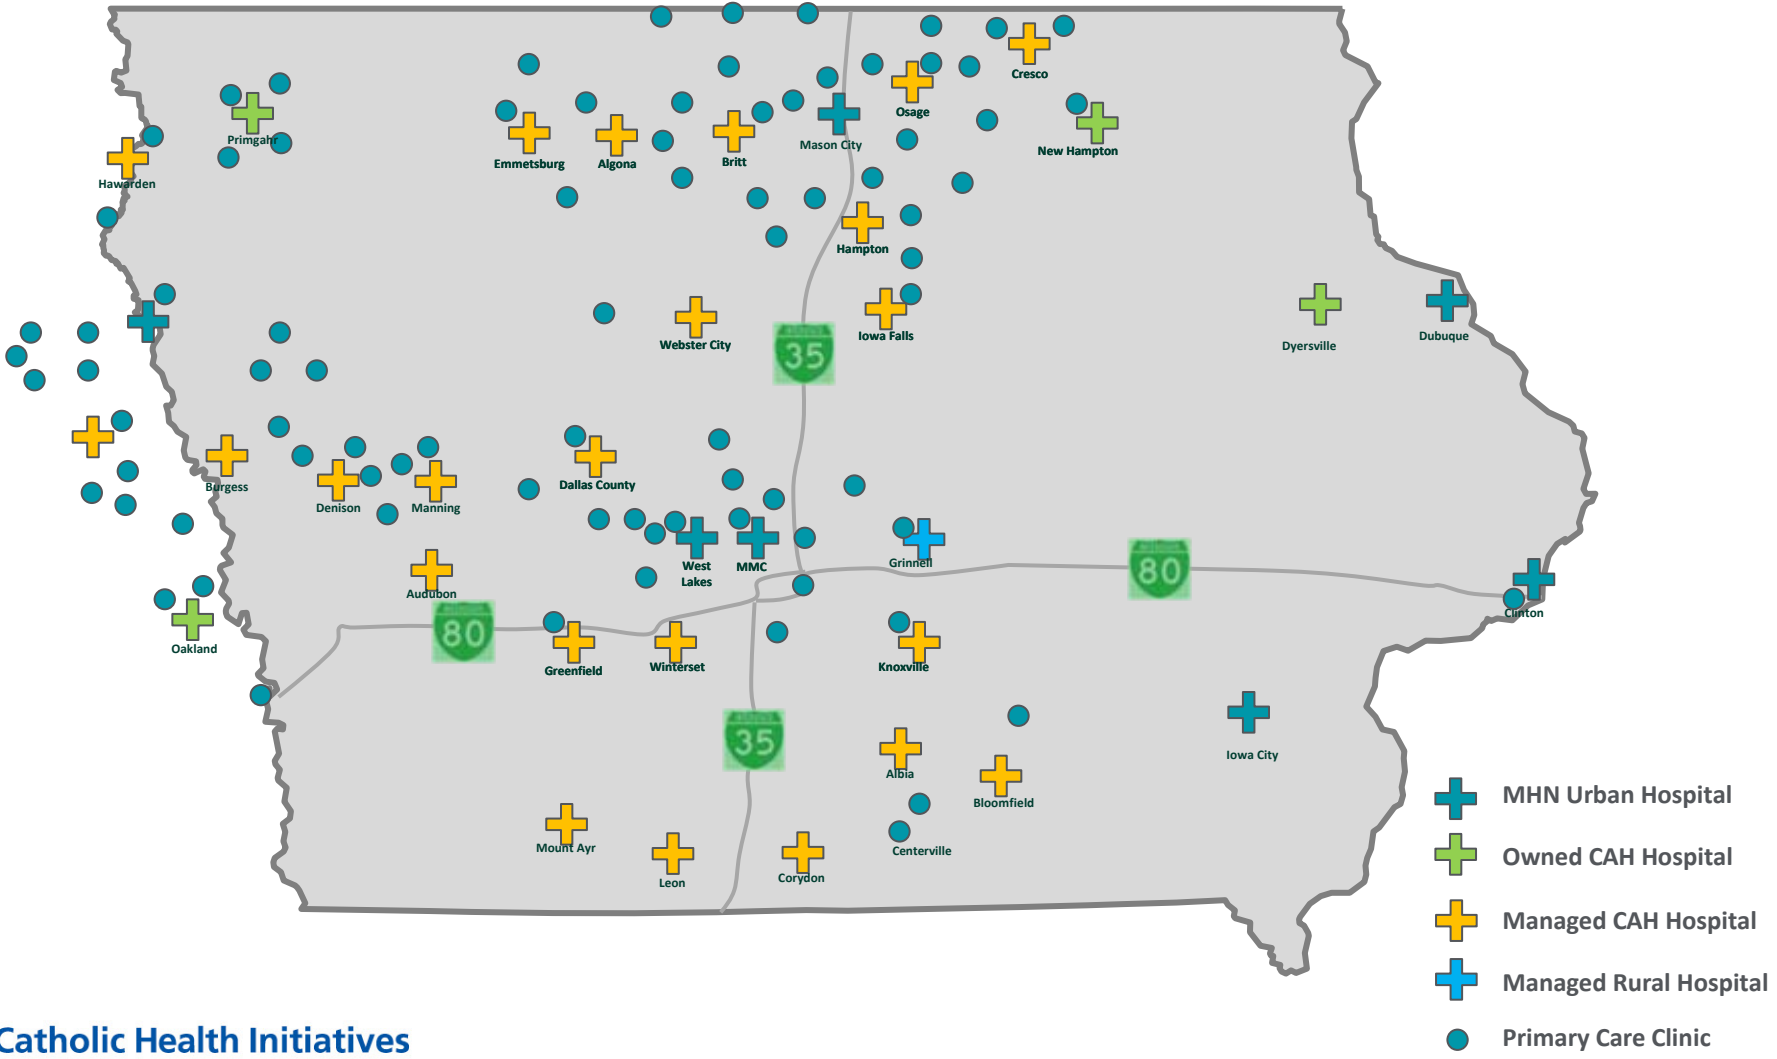 Cresco
Osage
Primgahr
Mason City
New Hampton
Emmetsburg
Algona
Britt
Hawarden
Hampton
Webster City
Iowa Falls
35
Dyersville
Dubuque
Burgess
Denison
Manning
Dallas County
West
Lakes
MMC
Grinnell
80
Audubon
80
Clinton
Oakland
Greenfield
Winterset
Knoxville
35
Albia
Bloomfield
Iowa City
Mount Ayr
Leon
Corydon
Centerville
MHN Urban Hospital
Owned CAH Hospital
Managed CAH Hospital
Managed Rural Hospital
Primary Care Clinic
Catholic Health Initiatives